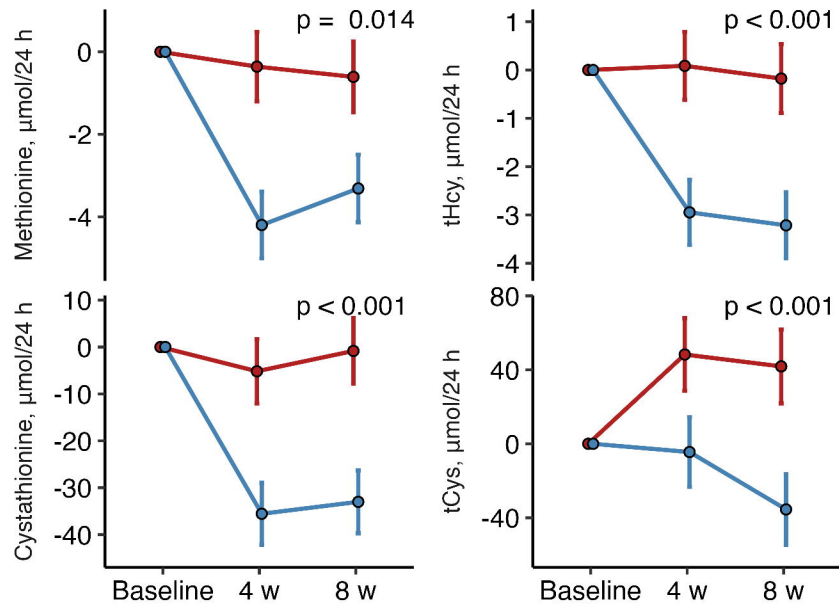 p = 0.014
Methionine, μmol/24 h
0
-2
-4
p < 0.001
tHcy, μmol/24 h
1
0
-1
-2
-3
-4
p < 0.001
Cystathionine, μmol/24 h
10
0
-10
-20
-30
-40
Baseline 4 w 8 w
p < 0.001
tCys, μmol/24 h
80
40
0
-40
Baseline 4 w 8 w